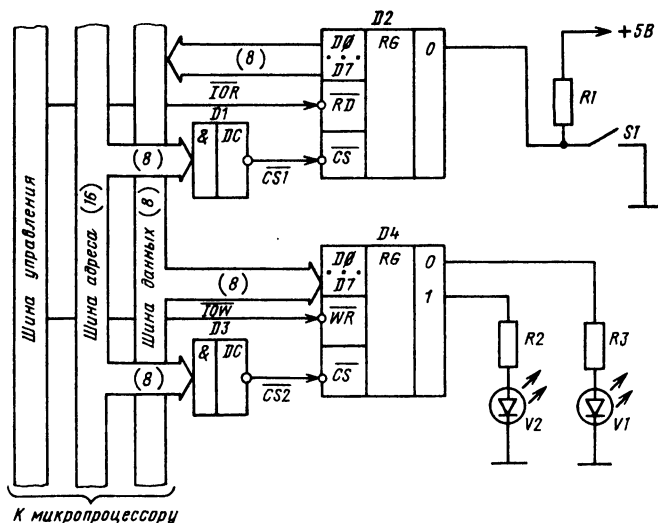 D2
DØ
D7
RG
0
(8)
+5В
R1
S1
IOR
RD
D1
& DC
(8)
CS1
CS
Шина управления
Шина адреса (16)
Шина данных (8)
D4
DØ
D7
RG
0
1
(8)
IOW
WR
D3
& DC
(8)
CS2
CS
R2
R3
V2
V1
К микропроцессору